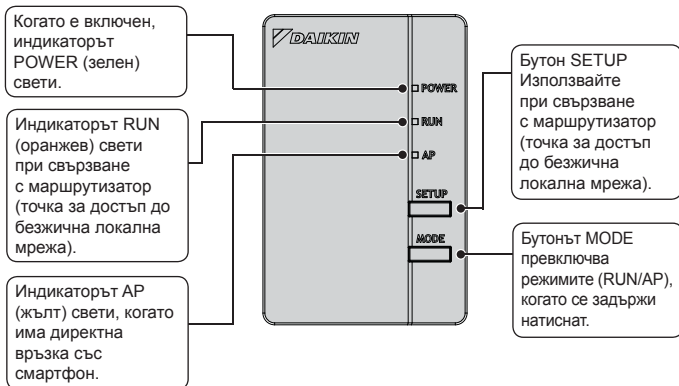 Когато е включен,
индикаторът
POWER (зелен)
свети.
Индикаторът RUN
(оранжев) свети
при свързване
с маршрутизатор
(точка за достъп до
безжична локална
мрежа).
Индикаторът AP
(жълт) свети, когато
има директна
връзка със
смартфон.
DAIKIN
POWER
RUN
AP
SETUP
MODE
Бутон SETUP
Използвайте
при свързване
с маршрутизатор
(точка за достъп
до безжична
локална мрежа).
Бутонът MODE
превключва
режимите (RUN/AP),
когато се задържи
натиснат.